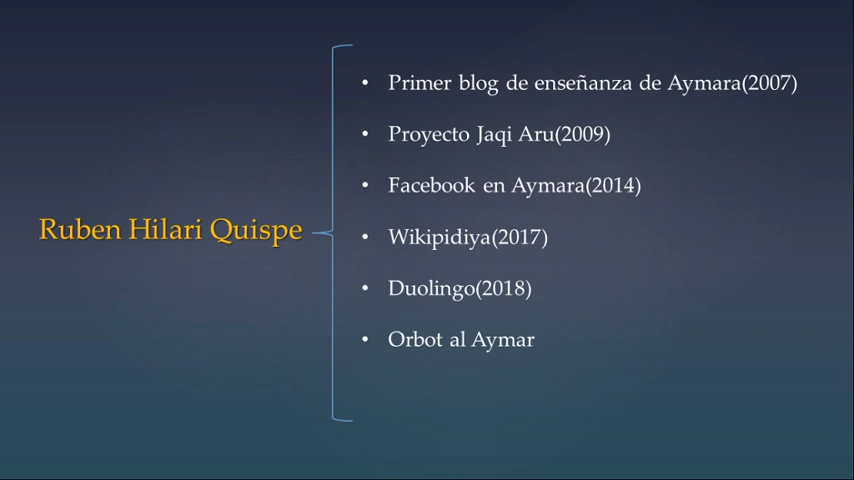 Ruben Hilari Quispe
• Primer blog de enseñanza de Aymara(2007)
• Proyecto Jaqi Aru(2009)
• Facebook en Aymara(2014)
• Wikipidiya(2017)
• Duolingo(2018)
• Orbot al Aymar